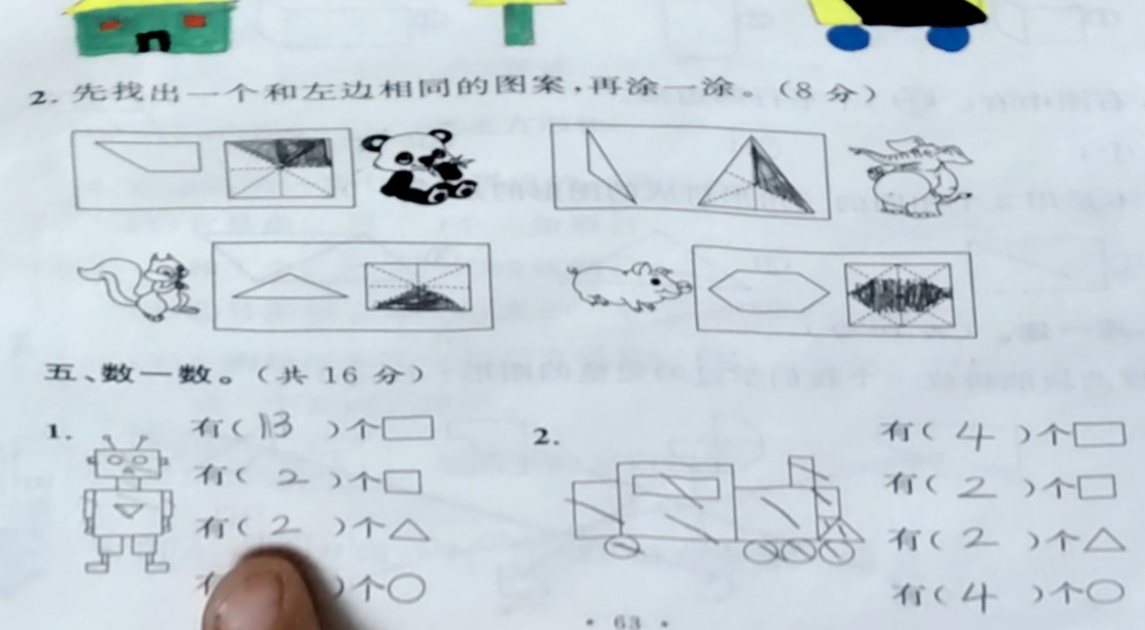 2. 先找出一个和左边相同的图案,再涂一涂。(8 分)
五、数一数。(共 16 分)
1.
有( 13 )个
有( 2 )个
有( 2 )个
)个
2.
有( 4 )个
有( 2 )个
有( 2 )个
有( 4 )个
· 63 ·